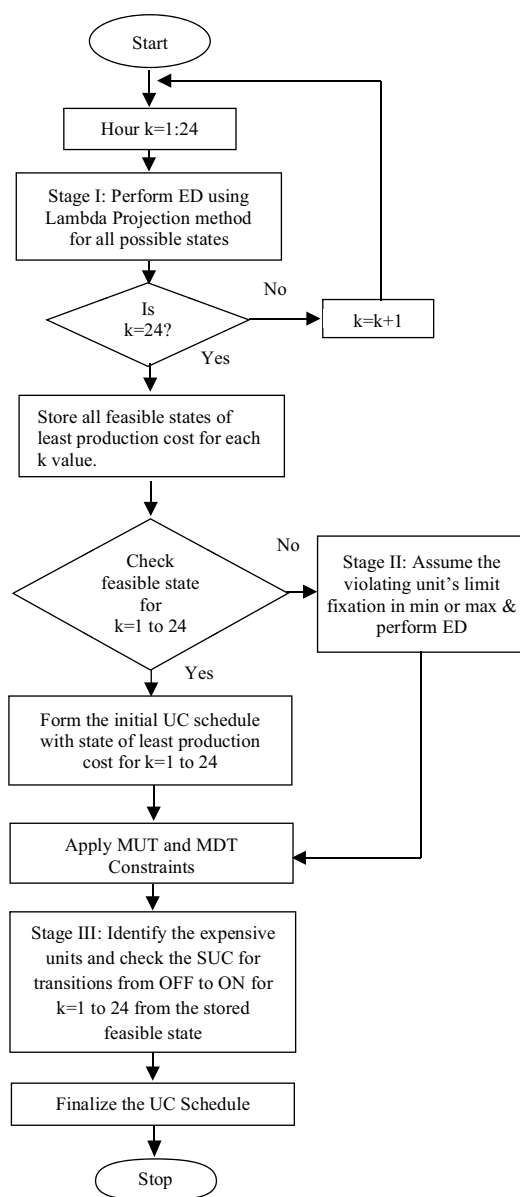 Start
Hour k=1:24
Stage I: Perform ED using
Lambda Projection method
for all possible states
Is
k=24?
No
k=k+1
Yes
Store all feasible states of
least production cost for each
k value.
Check
feasible state
for
k=1 to 24
No
Stage II: Assume the
violating unit's limit
fixation in min or max &
perform ED
Yes
Form the initial UC schedule
with state of least production
cost for k=1 to 24
Apply MUT and MDT
Constraints
Stage III: Identify the expensive
units and check the SUC for
transitions from OFF to ON for
k=1 to 24 from the stored
feasible state
Finalize the UC Schedule
Stop